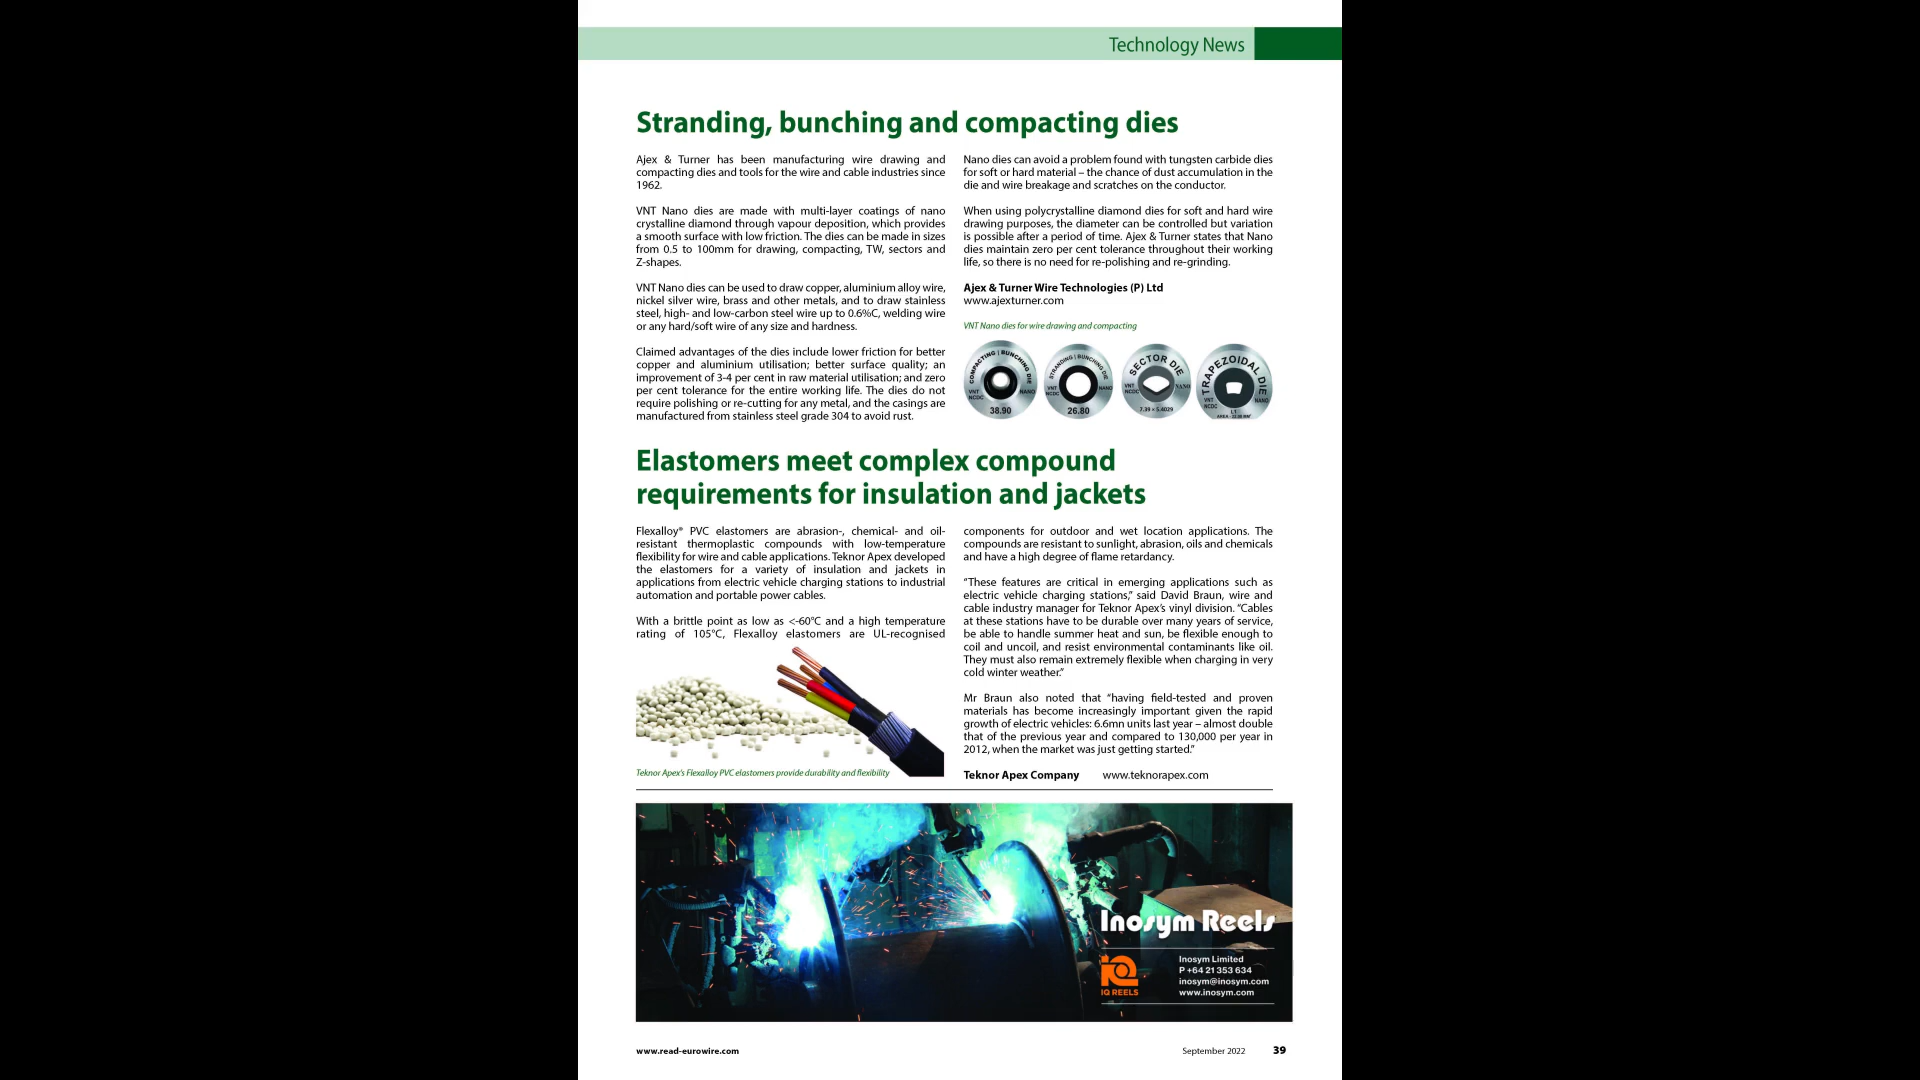 Technology News
Stranding, bunching and compacting dies
Ajex & Turner has been manufacturing wire drawing and
compacting dies and tools for the wire and cable industries since
1962.
VNT Nano dies are made with multi-layer coatings of nano
crystalline diamond through vapour deposition, which provides
a smooth surface with low friction. The dies can be made in sizes
from 0.5 to 100mm for drawing, compacting, TW, sectors and
Z-shapes.
VNT Nano dies can be used to draw copper, aluminium alloy wire,
nickel silver wire, brass and other metals, and to draw stainless
steel, high- and low-carbon steel wire up to 0.6%C, welding wire
or any hard/soft wire of any size and hardness.
Claimed advantages of the dies include lower friction for better
copper and aluminium utilisation; better surface quality; an
improvement of 3-4 per cent in raw material utilisation; and zero
per cent tolerance for the entire working life. The dies do not
require polishing or re-cutting for any metal, and the casings are
manufactured from stainless steel grade 304 to avoid rust.
Nano dies can avoid a problem found with tungsten carbide dies
for soft or hard material – the chance of dust accumulation in the
die and wire breakage and scratches on the conductor.
When using polycrystalline diamond dies for soft and hard wire
drawing purposes, the diameter can be controlled but variation
is possible after a period of time. Ajex & Turner states that Nano
dies maintain zero per cent tolerance throughout their working
life, so there is no need for re-polishing and re-grinding.
Ajex & Turner Wire Technologies (P) Ltd
www.ajexturner.com
VNT Nano dies for wire drawing and compacting
COMPACTING | BUNCHING DIE
VNT NCDC
NANO
38.90
STRANDING | BUNCHING DIE
VNT NCDC
NANO
26.80
SECTOR DIE
VNT NCDC
NANO
7.39 × 5.4029
TRAPEZOIDAL DIE
VNT NCDC
NANO
L1
Elastomers meet complex compound
requirements for insulation and jackets
Flexalloy® PVC elastomers are abrasion-, chemical- and oil-
resistant thermoplastic compounds with low-temperature
flexibility for wire and cable applications. Teknor Apex developed
the elastomers for a variety of insulation and jackets in
applications from electric vehicle charging stations to industrial
automation and portable power cables.
With a brittle point as low as <-60°C and a high temperature
rating of 105°C, Flexalloy elastomers are UL-recognised
Teknor Apex's Flexalloy PVC elastomers provide durability and flexibility
components for outdoor and wet location applications. The
compounds are resistant to sunlight, abrasion, oils and chemicals
and have a high degree of flame retardancy.
“These features are critical in emerging applications such as
electric vehicle charging stations,” said David Braun, wire and
cable industry manager for Teknor Apex’s vinyl division. “Cables
at these stations have to be durable over many years of service,
be able to handle summer heat and sun, be flexible enough to
coil and uncoil, and resist environmental contaminants like oil.
They must also remain extremely flexible when charging in very
cold winter weather.”
Mr Braun also noted that “having field-tested and proven
materials has become increasingly important given the rapid
growth of electric vehicles: 6.6mn units last year – almost double
that of the previous year and compared to 130,000 per year in
2012, when the market was just getting started.”
Teknor Apex Company www.teknorapex.com
Inosym Reels
IQ REELS
Inosym Limited
P +64 21 353 634
inosym@inosym.com
www.inosym.com
www.read-eurowire.com
September 2022 39